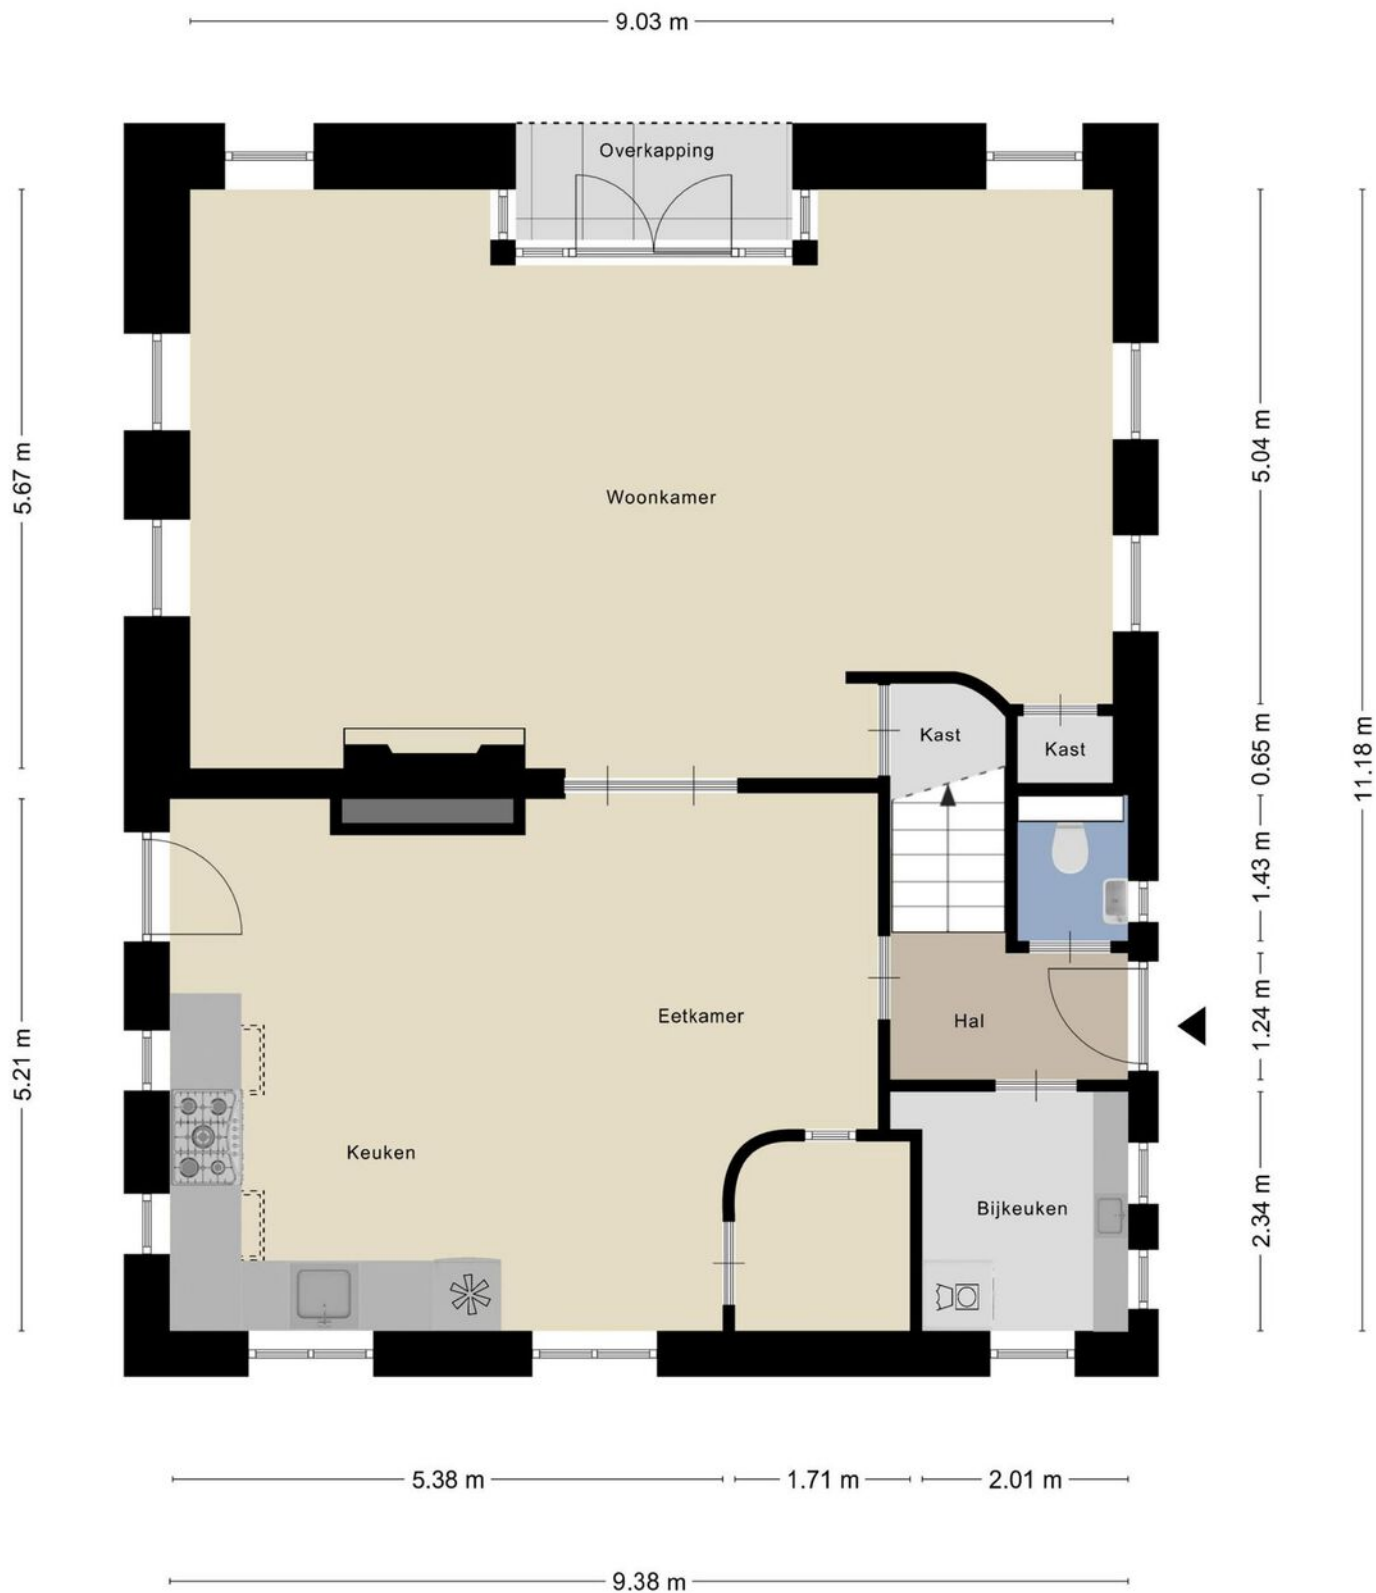 9.03 m
Overkapping
5.67 m
Woonkamer
5.04 m
Kast
Kast
0.65 m
11.18 m
1.43 m
5.21 m
Eetkamer
Hal
1.24 m
Keuken
Bijkeuken
2.34 m
5.38 m
1.71 m
2.01 m
9.38 m